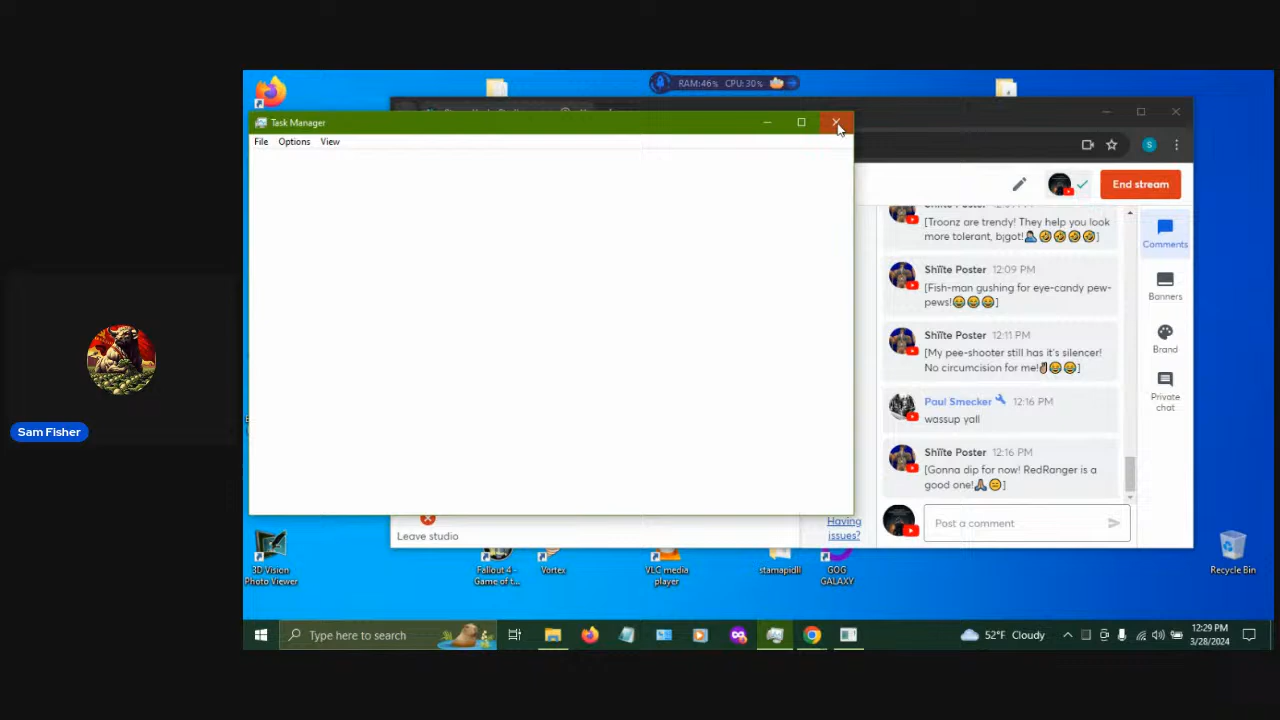 RAM:46% CPU:30%
Task Manager
File Options View
End stream
[Troonz are trendy! They help you look
more tolerant, b¡got!🤦🏻‍♂️🤣🤣🤣🤣]
Shïïte Poster 12:09 PM
[Fish-man gushing for eye-candy pew-
pews!😂😂😂]
Shïïte Poster 12:11 PM
[My pee-shooter still has it's silencer!
No circumcision for me!✌🏽😂😂]
Paul Smecker 12:16 PM
wassup yall
Shïïte Poster 12:16 PM
[Gonna dip for now! RedRanger is a
good one!🙏🏽😑]
Post a comment
Comments
Banners
Brand
Private
chat
S
Sam Fisher
Leave studio
Having
issues?
3D Vision
Photo Viewer
Fallout 4 -
Game of t...
Vortex
VLC media
player
stamapidll
GOG
GALAXY
Recycle Bin
Type here to search
52°F Cloudy
12:29 PM
3/28/2024